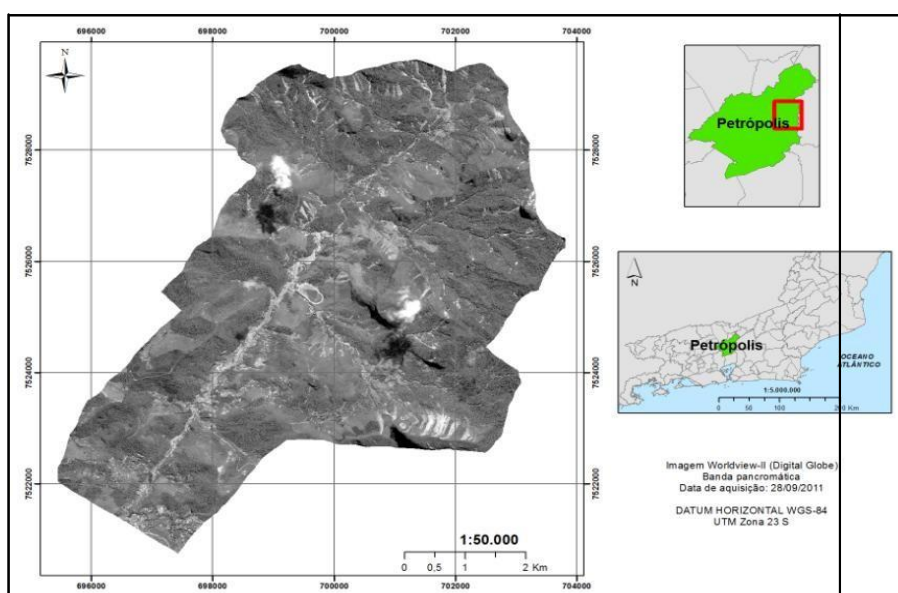 696000 698000 700000 702000 704000
N
7528000 7528000
7526000 7526000
7524000 7524000
7522000 7522000
1:50.000
0 0,5 1 2 Km
696000 698000 700000 702000 704000
Petrópolis
N
Petrópolis
OCEANO
ATLÂNTICO
1:5.000.000
0 50 100 200 Km
Imagem Worldview-II (Digital Globe)
Banda pancromática
Data de aquisição: 28/09/2011
DATUM HORIZONTAL WGS-84
UTM Zona 23 S